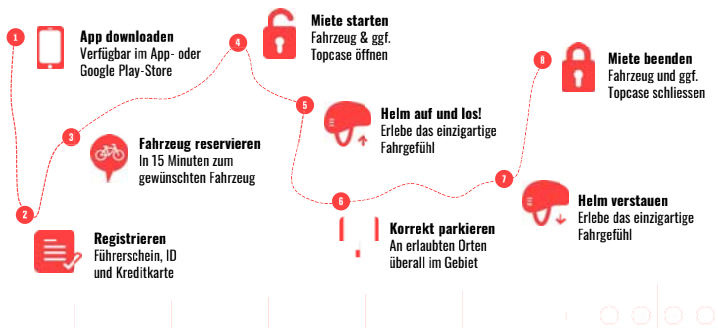 1
App downloaden
Verfügbar im App- oder
Google Play-Store
2
Registrieren
Führerschein, ID
und Kreditkarte
3
Fahrzeug reservieren
In 15 Minuten zum
gewünschten Fahrzeug
4
Miete starten
Fahrzeug & ggf.
Topcase öffnen
5
Helm auf und los!
Erlebe das einzigartige
Fahrgefühl
6
Korrekt parkieren
An erlaubten Orten
überall im Gebiet
7
Helm verstauen
Erlebe das einzigartige
Fahrgefühl
8
Miete beenden
Fahrzeug und ggf.
Topcase schliessen